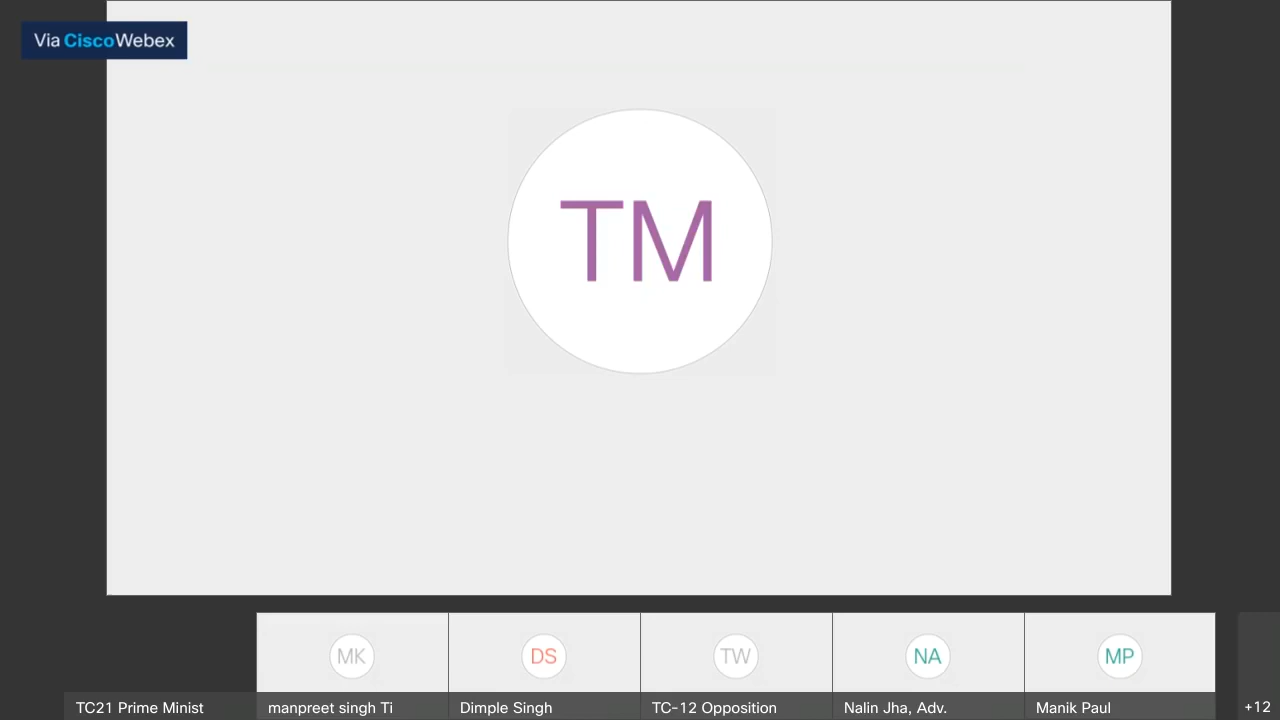 Via CiscoWebex
TM
MK
DS
TW
NA
MP
TC21 Prime Minist
manpreet singh Ti
Dimple Singh
TC-12 Opposition
Nalin Jha, Adv.
Manik Paul
+12